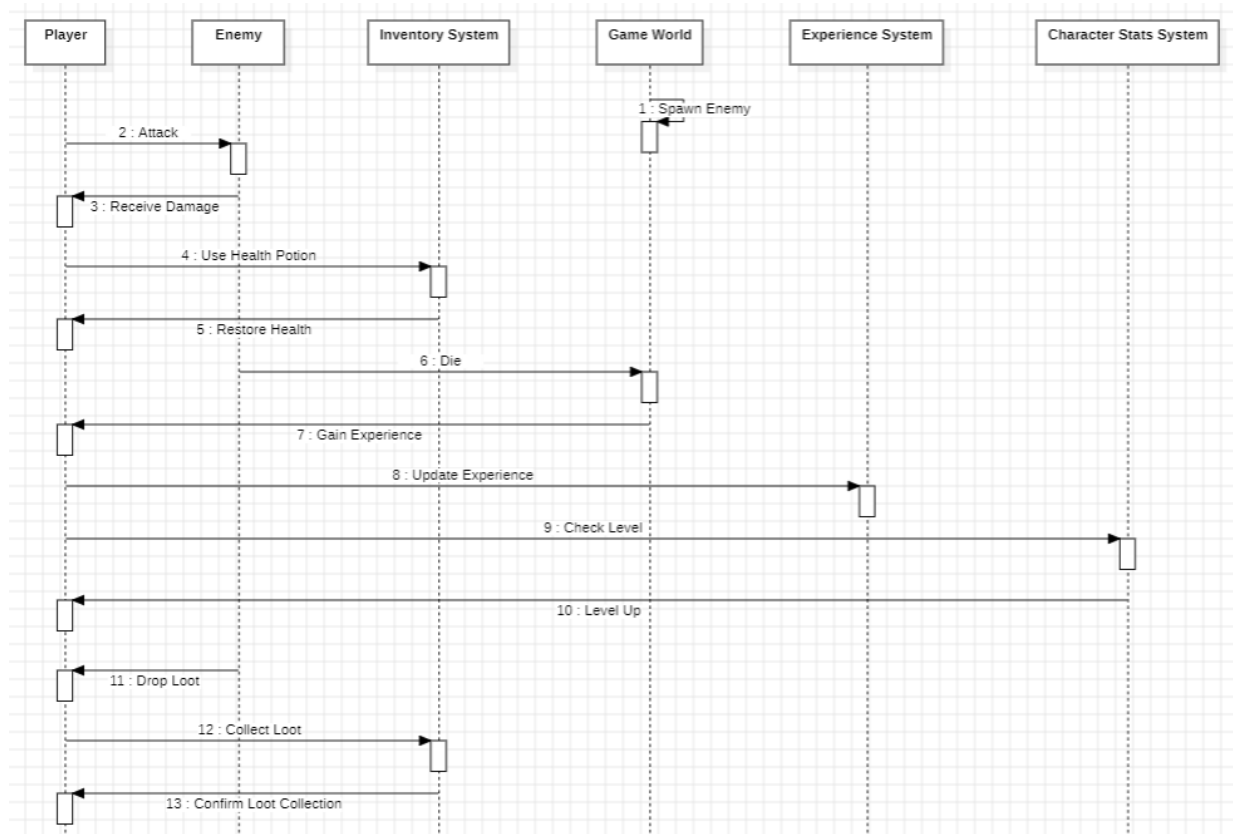 Player
Enemy
Inventory System
Game World
Experience System
Character Stats System
1 : Spawn Enemy
2 : Attack
3 : Receive Damage
4 : Use Health Potion
5 : Restore Health
6 : Die
7 : Gain Experience
8 : Update Experience
9 : Check Level
10 : Level Up
11 : Drop Loot
12 : Collect Loot
13 : Confirm Loot Collection